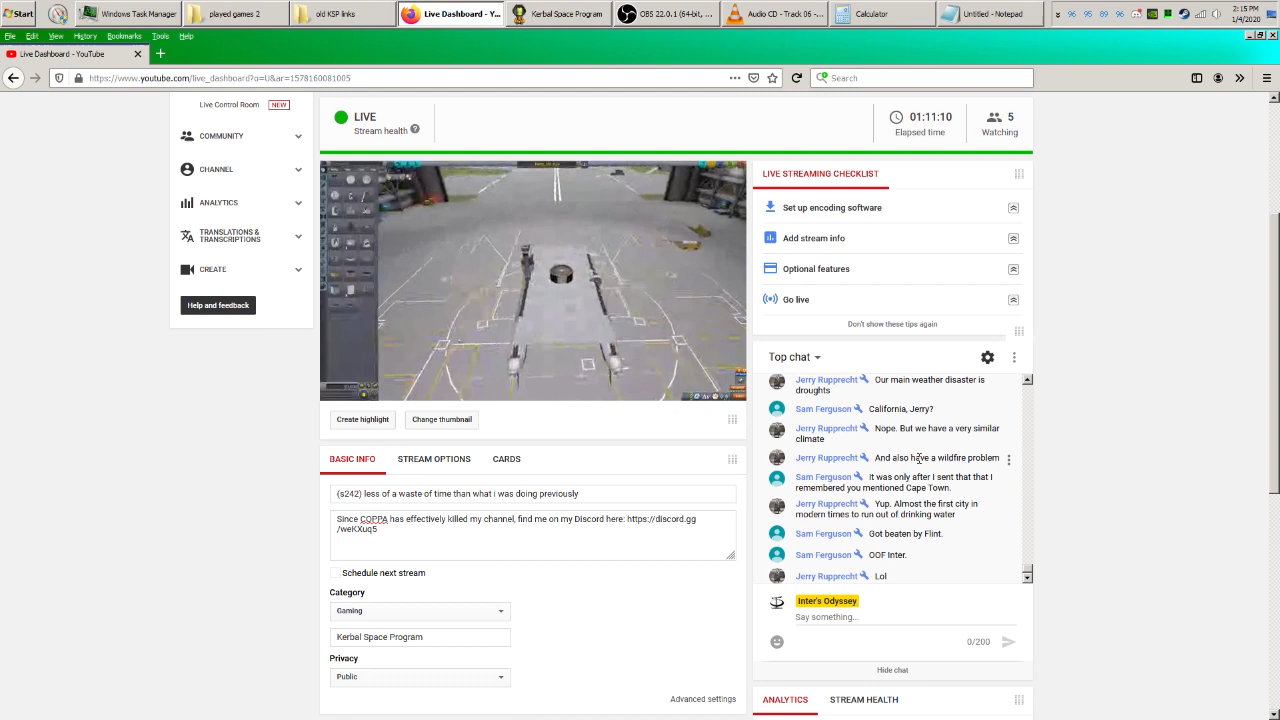 Start
Windows Task Manager
played games 2
old KSP links
Live Dashboard - Y...
Kerbal Space Program
OBS 22.0.1 (64-bit, ...
Audio CD - Track 06 -...
Calculator
Untitled - Notepad
96 95 89 96
2:15 PM
1/4/2020
File Edit View History Bookmarks Tools Help
Live Dashboard - YouTube
https://www.youtube.com/live_dashboard?o=U&ar=1578160081005
Search
Live Control Room NEW
COMMUNITY
CHANNEL
ANALYTICS
TRANSLATIONS &
TRANSCRIPTIONS
CREATE
Help and feedback
LIVE
Stream health
01:11:10
Elapsed time
5
Watching
Create highlight
Change thumbnail
BASIC INFO STREAM OPTIONS CARDS
(s242) less of a waste of time than what i was doing previously
Since COPPA has effectively killed my channel, find me on my Discord here: https://discord.gg
/weKXuq5
Schedule next stream
Category
Gaming
Kerbal Space Program
Privacy
Public
Advanced settings
LIVE STREAMING CHECKLIST
Set up encoding software
Add stream info
Optional features
Go live
Don't show these tips again
Top chat
Jerry Rupprecht Our main weather disaster is
droughts
Sam Ferguson California, Jerry?
Jerry Rupprecht Nope. But we have a very similar
climate
Jerry Rupprecht And also have a wildfire problem
Sam Ferguson It was only after I sent that that I
remembered you mentioned Cape Town.
Jerry Rupprecht Yup. Almost the first city in
modern times to run out of drinking water
Sam Ferguson Got beaten by Flint.
Sam Ferguson OOF Inter.
Jerry Rupprecht Lol
Inter's Odyssey
Say something...
0/200
Hide chat
ANALYTICS STREAM HEALTH